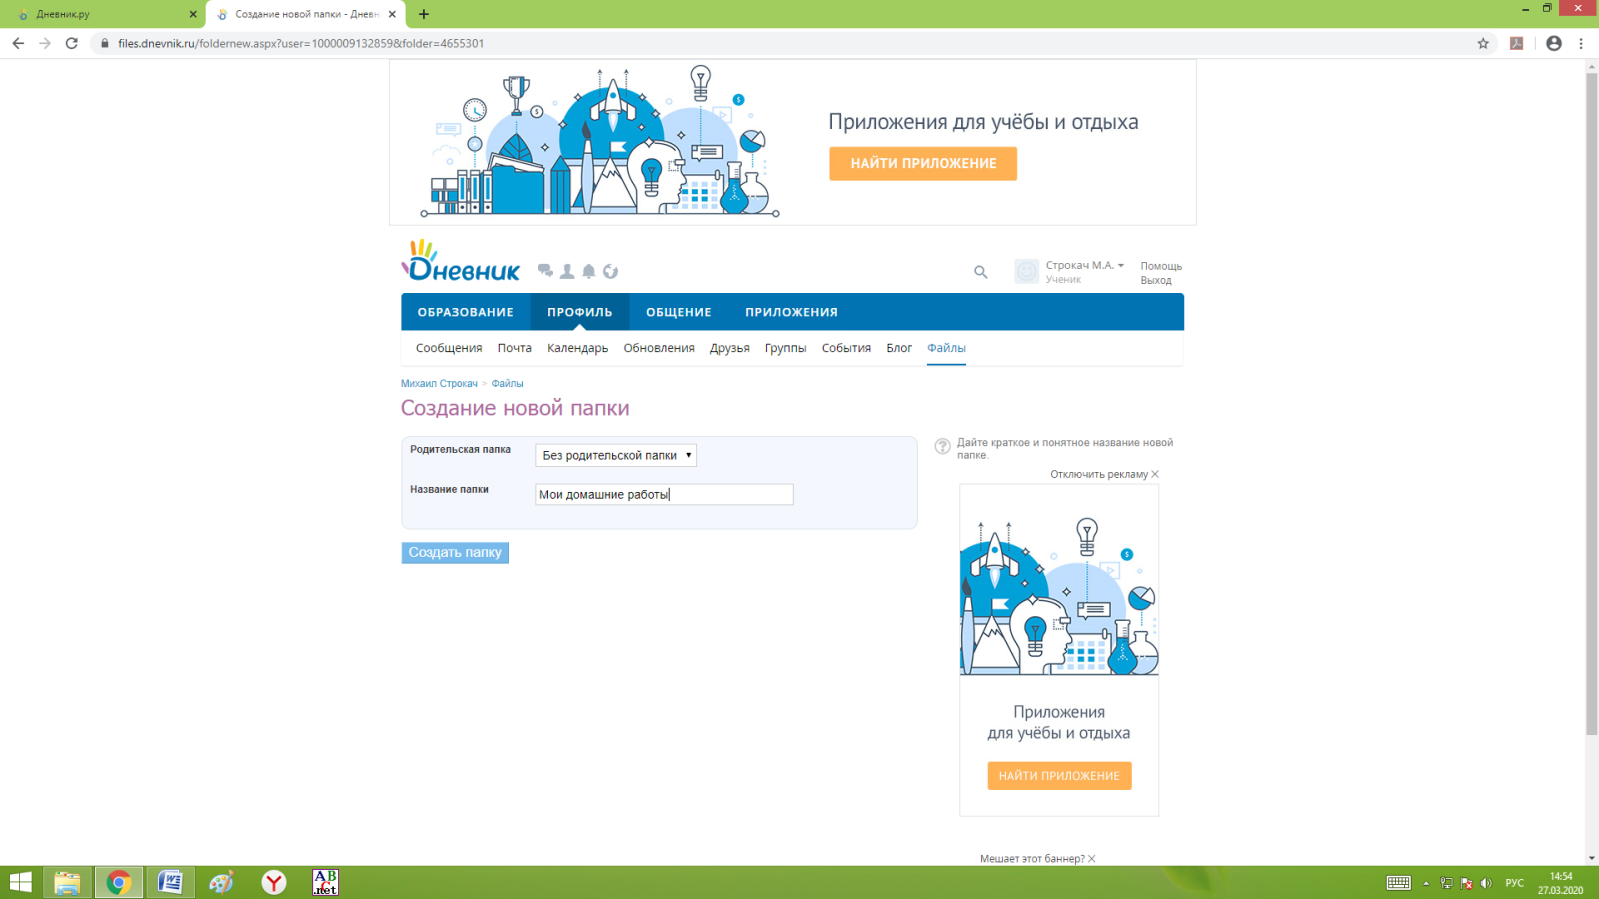 Дневник.ру
Создание новой папки - Дневн
files.dnevnik.ru/foldernew.aspx?user=1000009132859&folder=4655301
Приложения для учёбы и отдыха
НАЙТИ ПРИЛОЖЕНИЕ
Дневник
Строкач М.А.
Ученик
Помощь
Выход
ОБРАЗОВАНИЕ ПРОФИЛЬ ОБЩЕНИЕ ПРИЛОЖЕНИЯ
Сообщения Почта Календарь Обновления Друзья Группы События Блог Файлы
Михаил Строкач > Файлы
Создание новой папки
Родительская папка Без родительской папки
Название папки Мои домашние работы
Создать папку
Дайте краткое и понятное название новой
папке.
Отключить рекламу
Приложения
для учёбы и отдыха
НАЙТИ ПРИЛОЖЕНИЕ
Мешает этот баннер?
AB
C
.net
РУС
14:54
27.03.2020